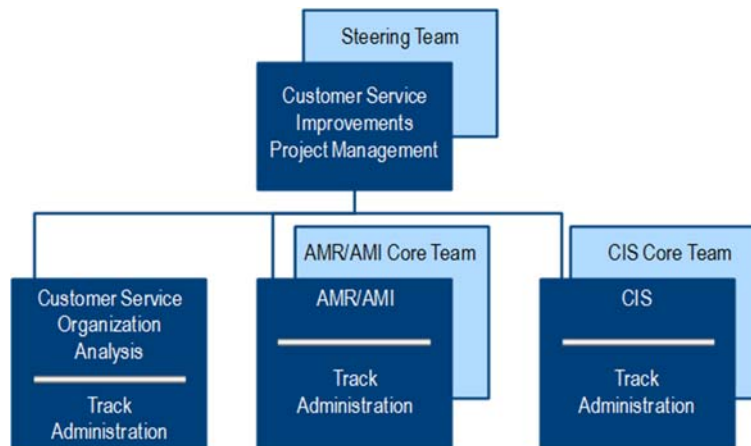 Steering Team
Customer Service
Improvements
Project Management
AMR/AMI Core Team
CIS Core Team
Customer Service
Organization
Analysis
Track
Administration
AMR/AMI
Track
Administration
CIS
Track
Administration